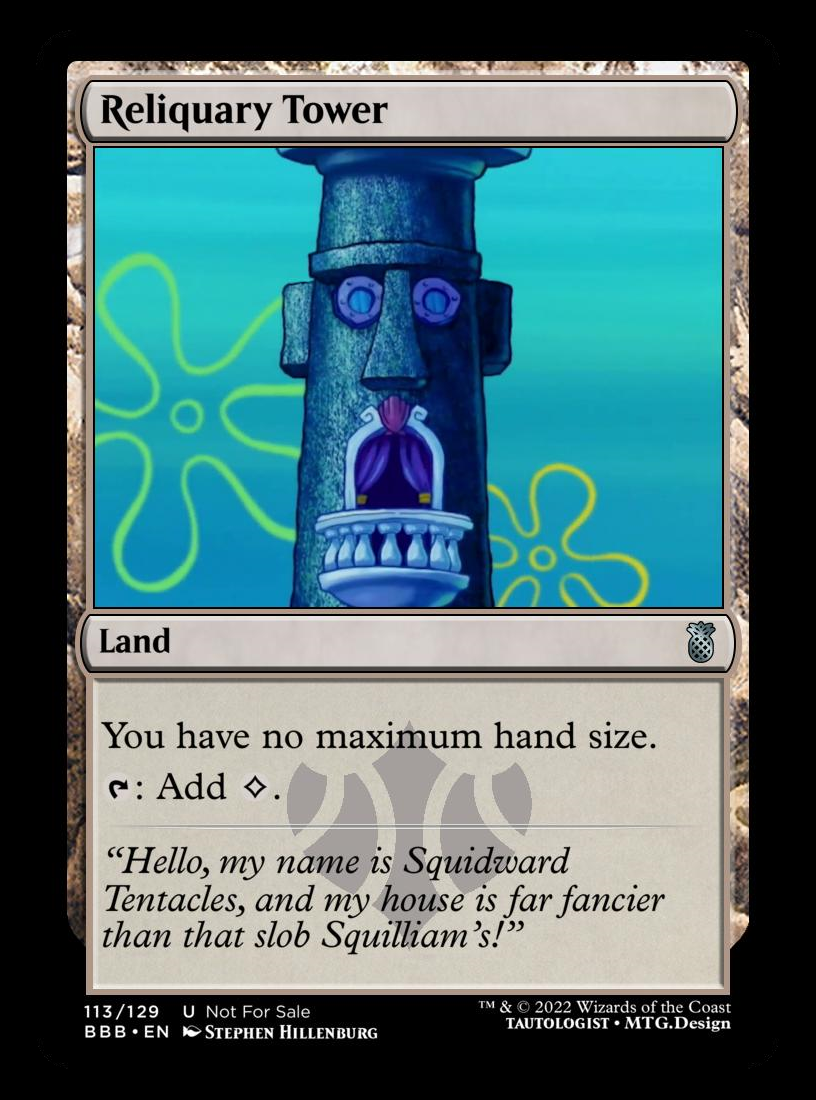 Reliquary Tower
Land
You have no maximum hand size.
: Add .
“Hello, my name is Squidward
Tentacles, and my house is far fancier
than that slob Squilliam’s!”
113/129 U Not For Sale
BBB • EN STEPHEN HILLENBURG
™ & © 2022 Wizards of the Coast
TAUTOLOGIST • MTG.Design